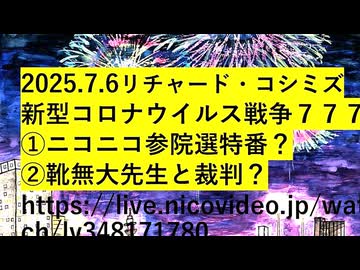 2025.7.6リチャード・コシミズ
新型コロナウイルス戦争７７７
①ニコニコ参院選特番？
②靴無大先生と裁判？
https://live.nicovideo.jp/wat
ch/lv348171780